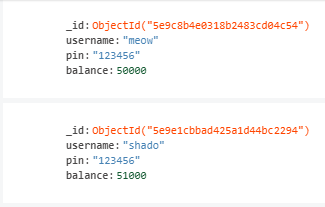 _id:ObjectId("5e9c8b4e0318b2483cd04c54")
username:"meow"
pin:"123456"
balance:50000
_id:ObjectId("5e9e1cbbad425a1d44bc2294")
username:"shado"
pin:"123456"
balance:51000